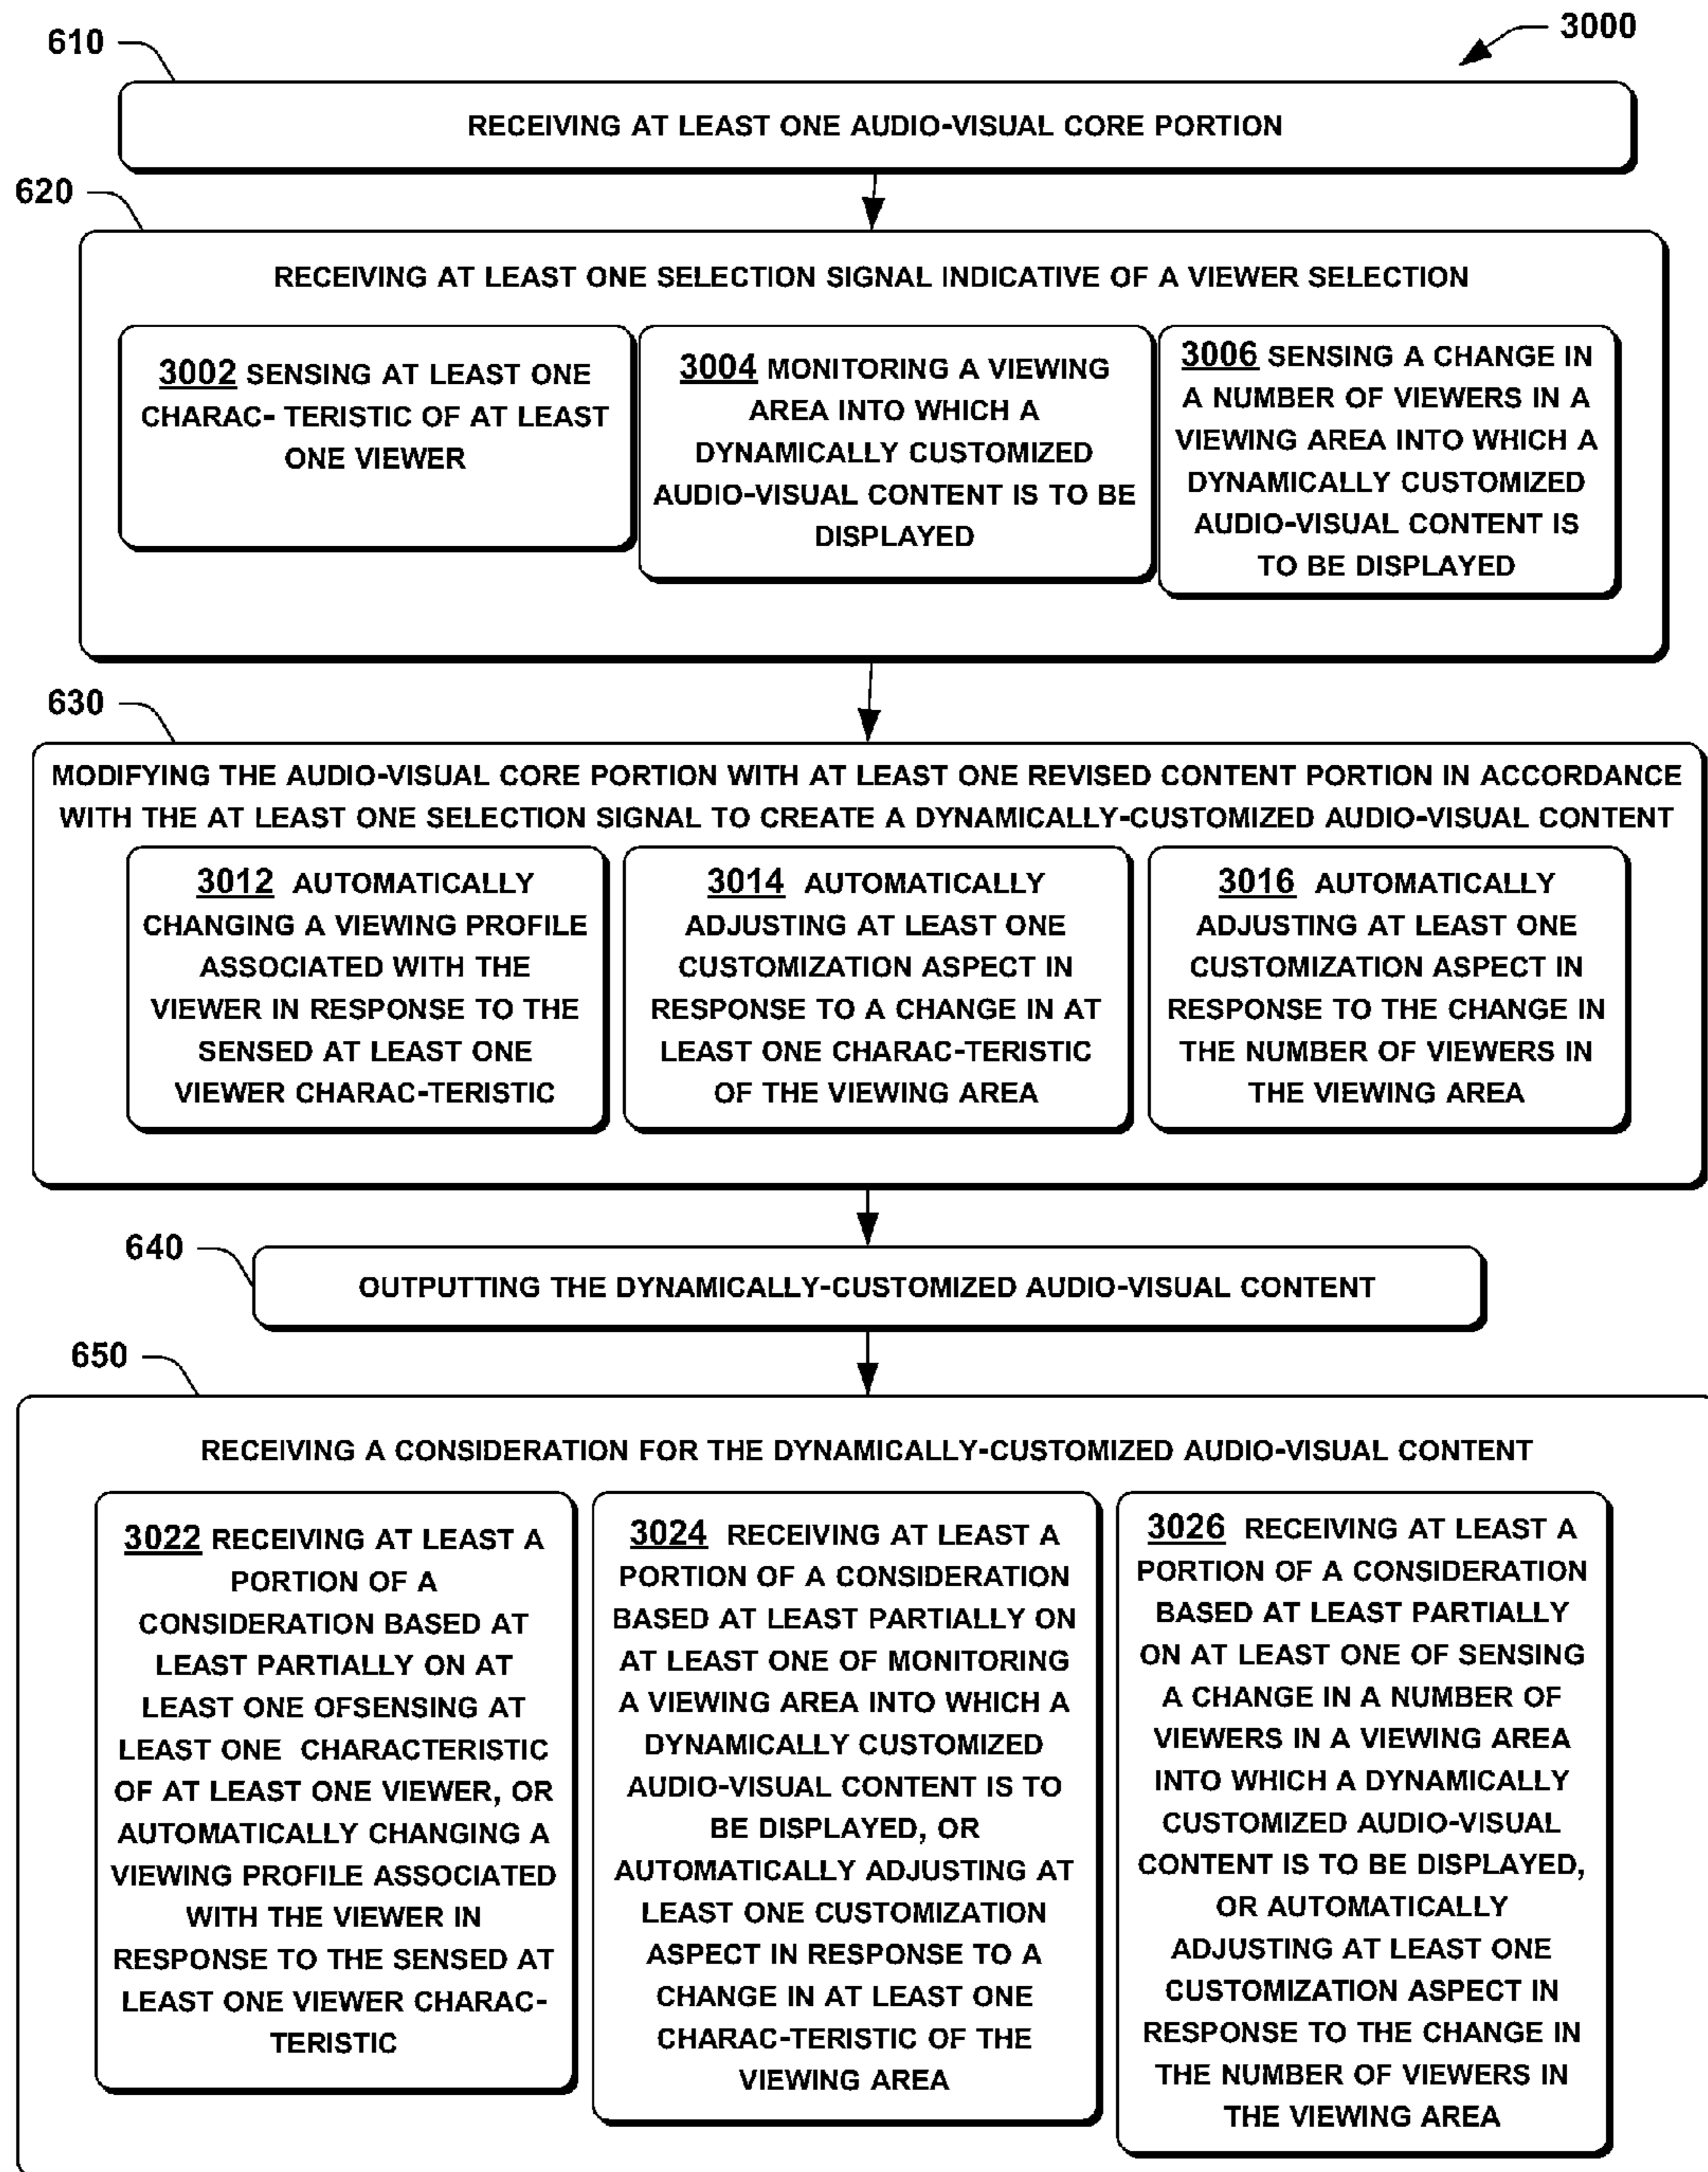 3000
610
RECEIVING AT LEAST ONE AUDIO-VISUAL CORE PORTION
620
RECEIVING AT LEAST ONE SELECTION SIGNAL INDICATIVE OF A VIEWER SELECTION
3002 SENSING AT LEAST ONE
CHARAC- TERISTIC OF AT LEAST
ONE VIEWER
3004 MONITORING A VIEWING
AREA INTO WHICH A
DYNAMICALLY CUSTOMIZED
AUDIO-VISUAL CONTENT IS TO BE
DISPLAYED
3006 SENSING A CHANGE IN
A NUMBER OF VIEWERS IN A
VIEWING AREA INTO WHICH A
DYNAMICALLY CUSTOMIZED
AUDIO-VISUAL CONTENT IS
TO BE DISPLAYED
630
MODIFYING THE AUDIO-VISUAL CORE PORTION WITH AT LEAST ONE REVISED CONTENT PORTION IN ACCORDANCE
WITH THE AT LEAST ONE SELECTION SIGNAL TO CREATE A DYNAMICALLY-CUSTOMIZED AUDIO-VISUAL CONTENT
3012 AUTOMATICALLY
CHANGING A VIEWING PROFILE
ASSOCIATED WITH THE
VIEWER IN RESPONSE TO THE
SENSED AT LEAST ONE
VIEWER CHARAC-TERISTIC
3014 AUTOMATICALLY
ADJUSTING AT LEAST ONE
CUSTOMIZATION ASPECT IN
RESPONSE TO A CHANGE IN AT
LEAST ONE CHARAC-TERISTIC
OF THE VIEWING AREA
3016 AUTOMATICALLY
ADJUSTING AT LEAST ONE
CUSTOMIZATION ASPECT IN
RESPONSE TO THE CHANGE IN
THE NUMBER OF VIEWERS IN
THE VIEWING AREA
640
OUTPUTTING THE DYNAMICALLY-CUSTOMIZED AUDIO-VISUAL CONTENT
650
RECEIVING A CONSIDERATION FOR THE DYNAMICALLY-CUSTOMIZED AUDIO-VISUAL CONTENT
3022 RECEIVING AT LEAST A
PORTION OF A
CONSIDERATION BASED AT
LEAST PARTIALLY ON AT
LEAST ONE OFSENSING AT
LEAST ONE CHARACTERISTIC
OF AT LEAST ONE VIEWER, OR
AUTOMATICALLY CHANGING A
VIEWING PROFILE ASSOCIATED
WITH THE VIEWER IN
RESPONSE TO THE SENSED AT
LEAST ONE VIEWER CHARAC-
TERISTIC
3024 RECEIVING AT LEAST A
PORTION OF A CONSIDERATION
BASED AT LEAST PARTIALLY ON
AT LEAST ONE OF MONITORING
A VIEWING AREA INTO WHICH A
DYNAMICALLY CUSTOMIZED
AUDIO-VISUAL CONTENT IS TO
BE DISPLAYED, OR
AUTOMATICALLY ADJUSTING AT
LEAST ONE CUSTOMIZATION
ASPECT IN RESPONSE TO A
CHANGE IN AT LEAST ONE
CHARAC-TERISTIC OF THE
VIEWING AREA
3026 RECEIVING AT LEAST A
PORTION OF A CONSIDERATION
BASED AT LEAST PARTIALLY
ON AT LEAST ONE OF SENSING
A CHANGE IN A NUMBER OF
VIEWERS IN A VIEWING AREA
INTO WHICH A DYNAMICALLY
CUSTOMIZED AUDIO-VISUAL
CONTENT IS TO BE DISPLAYED,
OR AUTOMATICALLY
ADJUSTING AT LEAST ONE
CUSTOMIZATION ASPECT IN
RESPONSE TO THE CHANGE IN
THE NUMBER OF VIEWERS IN
THE VIEWING AREA